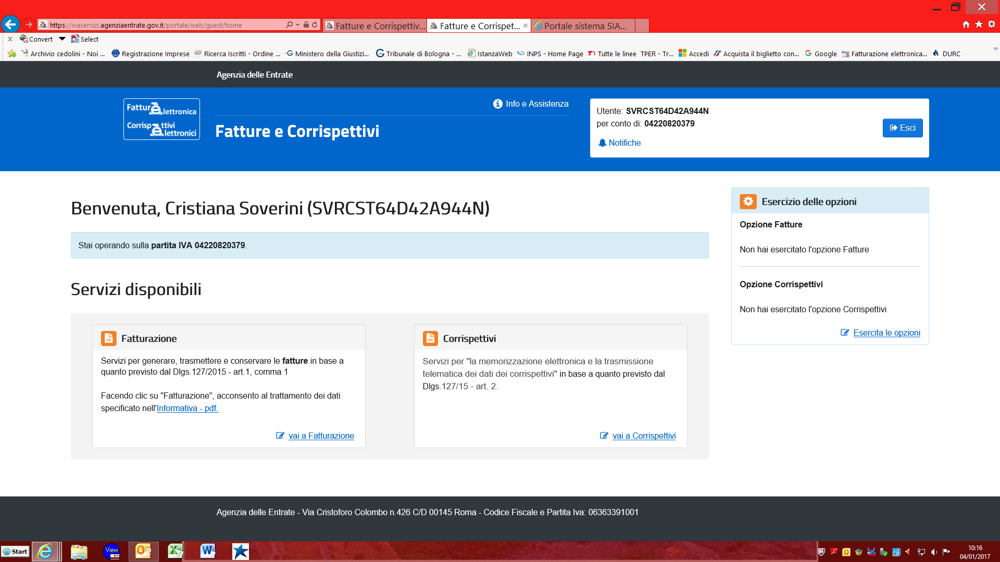 https://ivaservizi.agenziaentrate.gov.it/portale/web/guest/home
Fatture e Corrispettiv...
Fatture e Corrispet...
Portale sistema SIA...
Convert
Select
Archivio cedolini - Noi ...
Registrazione Imprese
Ricerca Iscritti - Ordine ...
Ministero della Giustizi...
Tribunale di Bologna - ...
IstanzaWeb
INPS - Home Page
Tutte le linee TPER - Tr...
Accedi
Acquista il biglietto con...
Google
Fatturazione elettronica...
DURC
Agenzia delle Entrate
Fatturaelettronica
Corrispettivi
elettronici
Info e Assistenza
Fatture e Corrispettivi
Utente: SVRCST64D42A944N
per conto di: 04220820379
Notifiche
Esci
Benvenuta, Cristiana Soverini (SVRCST64D42A944N)
Stai operando sulla partita IVA 04220820379.
Servizi disponibili
Fatturazione
Servizi per generare, trasmettere e conservare le fatture in base a
quanto previsto dal Dlgs.127/2015 - art.1, comma 1
Facendo clic su "Fatturazione", acconsento al trattamento dei dati
specificato nell'Informativa - pdf.
vai a Fatturazione
Corrispettivi
Servizi per "la memorizzazione elettronica e la trasmissione
telematica dei dati dei corrispettivi" in base a quanto previsto dal
Dlgs.127/15 - art. 2.
vai a Corrispettivi
Esercizio delle opzioni
Opzione Fatture
Non hai esercitato l'opzione Fatture
Opzione Corrispettivi
Non hai esercitato l'opzione Corrispettivi
Esercita le opzioni
Agenzia delle Entrate - Via Cristoforo Colombo n.426 C/D 00145 Roma - Codice Fiscale e Partita Iva: 06363391001
Start
View
N1
10:16
04/01/2017